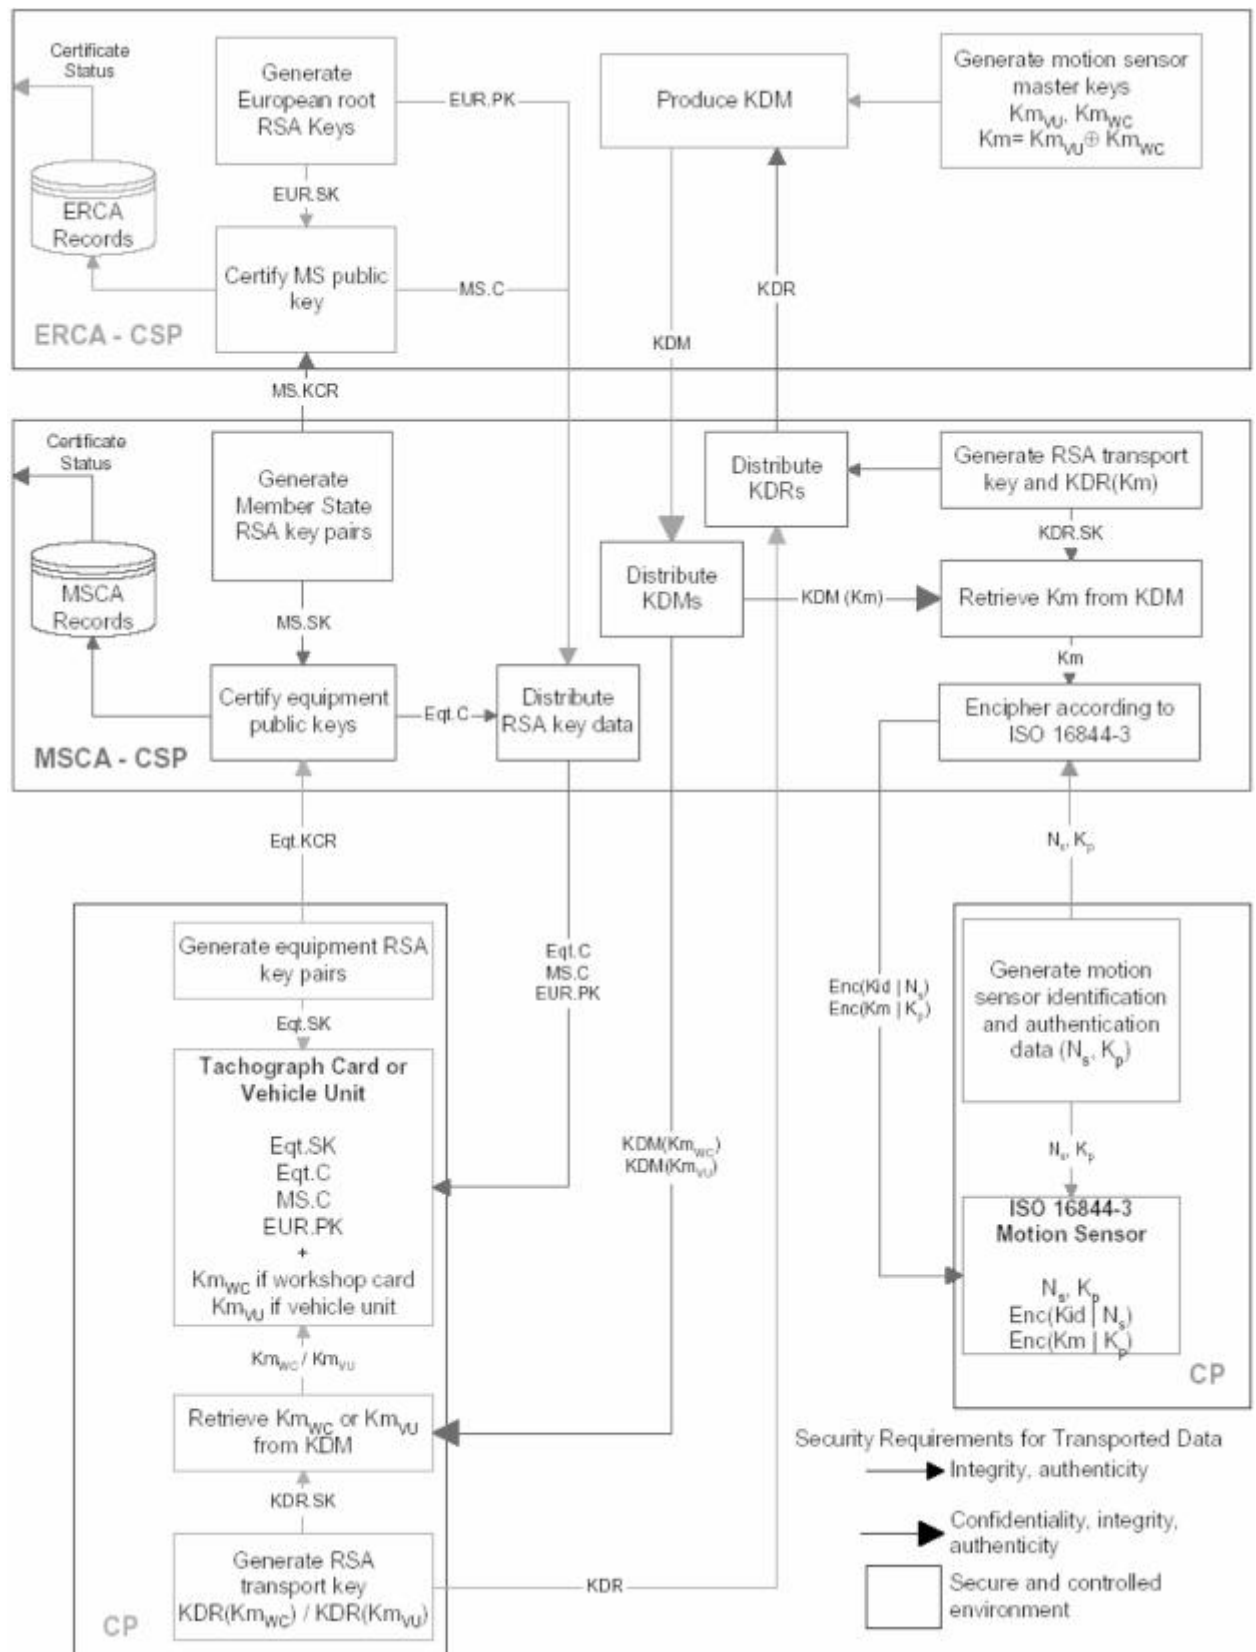 Certificate
Status
Generate
European root
RSA Keys
EUR.PK
Produce KDM
Generate motion sensor
master keys
Km_VU, Km_WC
Km= Km_VU⊕ Km_WC
EUR.SK
ERCA
Records
Certify MS public
key
MS.C
KDR
ERCA - CSP
KDM
MS.KCR
Certificate
Status
Generate
Member State
RSA key pairs
Distribute
KDRs
Generate RSA transport
key and KDR(Km)
KDR.SK
MSCA
Records
Distribute
KDMs
KDM (Km)
Retrieve Km from KDM
MS.SK
Km
Certify equipment
public keys
Eqt.C
Distribute
RSA key data
Encipher according to
ISO 16844-3
MSCA - CSP
Eqt.KCR
N_s, K_p
Generate equipment RSA
key pairs
Eqt.C
MS.C
EUR.PK
Enc(Kid | N_s)
Enc(Km | K_p)
Generate motion
sensor identification
and authentication
data (N_s, K_p)
Eqt.SK
Tachograph Card or
Vehicle Unit
Eqt.SK
Eqt.C
MS.C
EUR.PK
+
Km_WC if workshop card
Km_VU if vehicle unit
KDM(Km_WC)
KDM(Km_VU)
N_s, K_p
ISO 16844-3
Motion Sensor
N_s, K_p
Enc(Kid | N_s)
Enc(Km | K_p)
CP
Km_WC / Km_VU
Retrieve Km_WC or Km_VU
from KDM
KDR.SK
Generate RSA
transport key
KDR(Km_WC) / KDR(Km_VU)
KDR
CP
Security Requirements for Transported Data
Integrity, authenticity
Confidentiality, integrity,
authenticity
Secure and controlled
environment